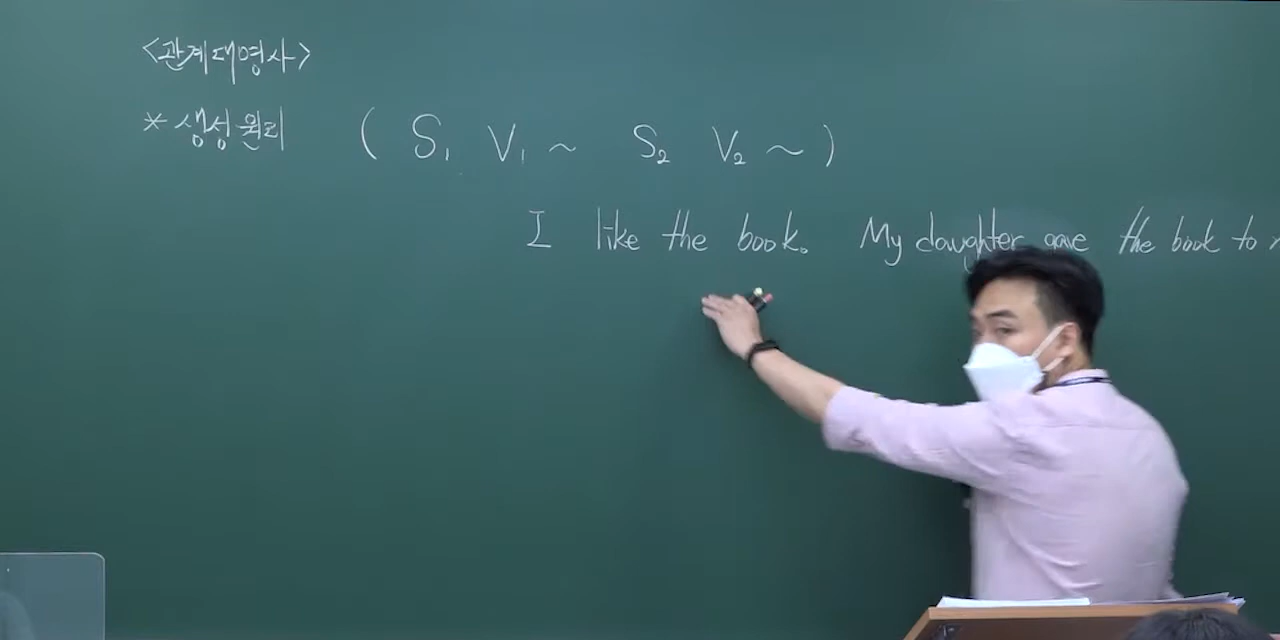 <관계대명사>
* 생성원리 ( S₁ V₁ ~ S₂ V₂ ~ )
I like the book. My daughter gave the book to